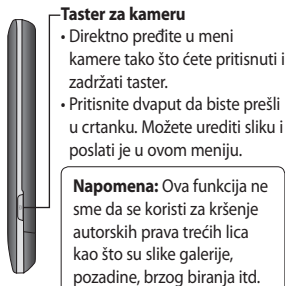 Taster za kameru
• Direktno pređite u meni
kamere tako što ćete pritisnuti i
zadržati taster.
• Pritisnite dvaput da biste prešli
u crtanku. Možete urediti sliku i
poslati je u ovom meniju.
Napomena: Ova funkcija ne
sme da se koristi za kršenje
autorskih prava trećih lica
kao što su slike galerije,
pozadine, brzog biranja itd.